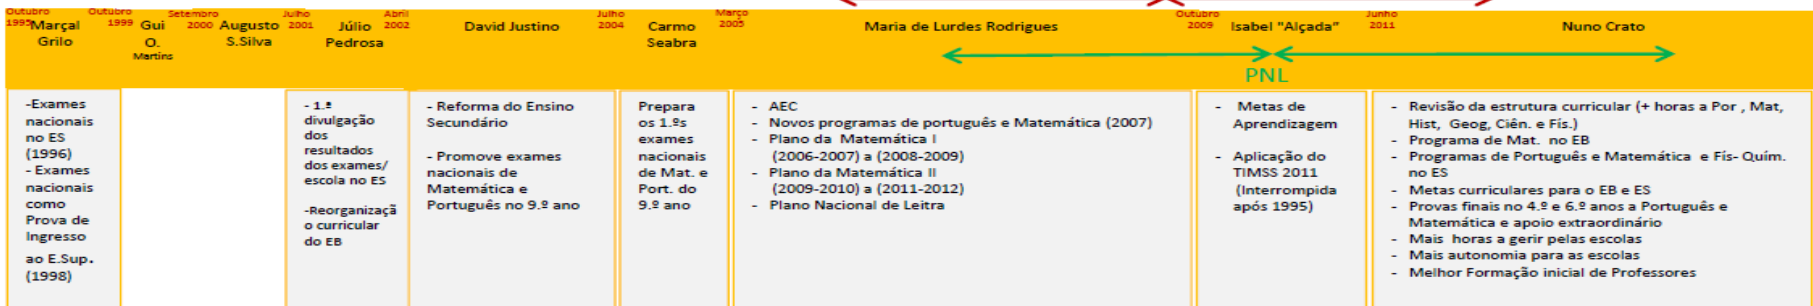 Outubro
1995
Marçal
Grilo
Outubro
1999
Gui
O.
Martins
Setembro
2000
Augusto
S.Silva
Julho
2001
Júlio
Pedrosa
Abril
2002
David Justino
Julho
2004
Carmo
Seabra
Março
2005
Maria de Lurdes Rodrigues
Outubro
2009
Isabel "Alçada"
Junho
2011
Nuno Crato
PNL
-Exames
nacionais
no ES
(1996)
- Exames
nacionais
como
Prova de
Ingresso
ao E.Sup.
(1998)
- 1.ª
divulgação
dos
resultados
dos exames/
escola no ES
-Reorganizaçã
o curricular
do EB
- Reforma do Ensino
Secundário
- Promove exames
nacionais de
Matemática e
Português no 9.º ano
Prepara
os 1.ºs
exames
nacionais
de Mat. e
Port. do
9.º ano
- AEC
- Novos programas de português e Matemática (2007)
- Plano da Matemática I
(2006-2007) a (2008-2009)
- Plano da Matemática II
(2009-2010) a (2011-2012)
- Plano Nacional de Leitra
- Metas de
Aprendizagem
- Aplicação do
TIMSS 2011
(Interrompida
após 1995)
- Revisão da estrutura curricular (+ horas a Por , Mat,
Hist, Geog, Ciên. e Fís.)
- Programa de Mat. no EB
- Programas de Português e Matemática e Fís- Quím.
no ES
- Metas curriculares para o EB e ES
- Provas finais no 4.º e 6.º anos a Português e
Matemática e apoio extraordinário
- Mais horas a gerir pelas escolas
- Mais autonomia para as escolas
- Melhor Formação inicial de Professores